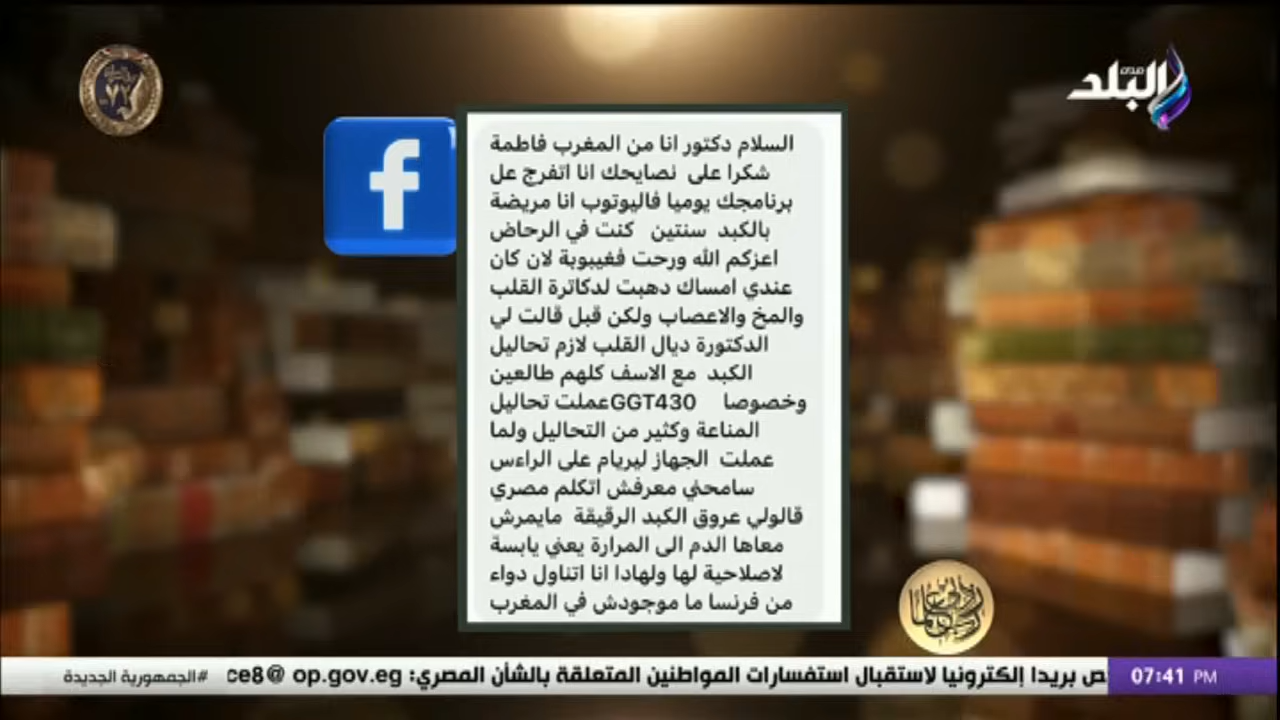 صدى البلد
السلام دكتور انا من المغرب فاطمة
شكرا على نصايحك انا اتفرج عل
برنامجك يوميا فاليوتوب انا مريضة
بالكبد سنتين كنت في الرحاض
اعزكم الله ورحت فغيبوبة لان كان
عندي امساك دهبت لدكاترة القلب
والمخ والاعصاب ولكن قبل قالت لي
الدكتورة ديال القلب لازم تحاليل
الكبد مع الاسف كلهم طالعين
وخصوصا GGT430عملت تحاليل
المناعة وكثير من التحاليل ولما
عملت الجهاز ليريام على الراءس
سامحني معرفش اتكلم مصري
قالولي عروق الكبد الرقيقة مايمرش
معاها الدم الى المرارة يعني يابسة
لاصلاحية لها ولهادا انا اتناول دواء
من فرنسا ما موجودش في المغرب
07:41 PM
ص بريدا إلكترونيا لاستقبال استفسارات المواطنين المتعلقة بالشأن المصري: ce8@ op.gov.eg
#الجمهورية الجديدة